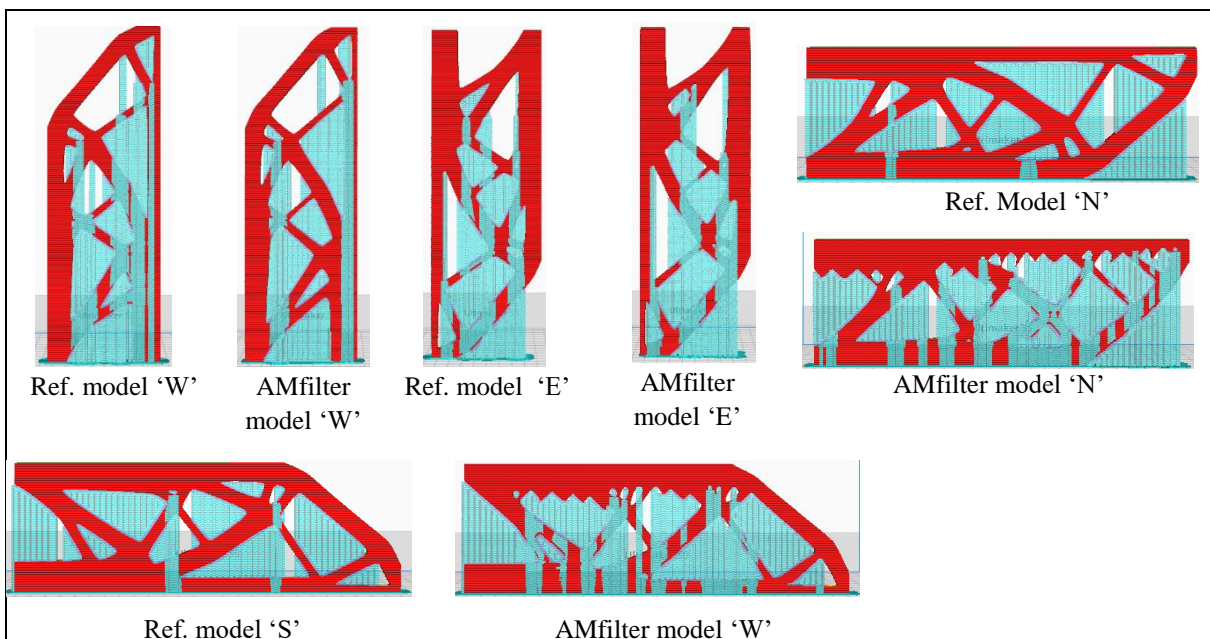 Ref. Model ‘N’
Ref. model ‘W’
AMfilter
model ‘W’
Ref. model ‘E’
AMfilter
model ‘E’
AMfilter model ‘N’
Ref. model ‘S’
AMfilter model ‘W’